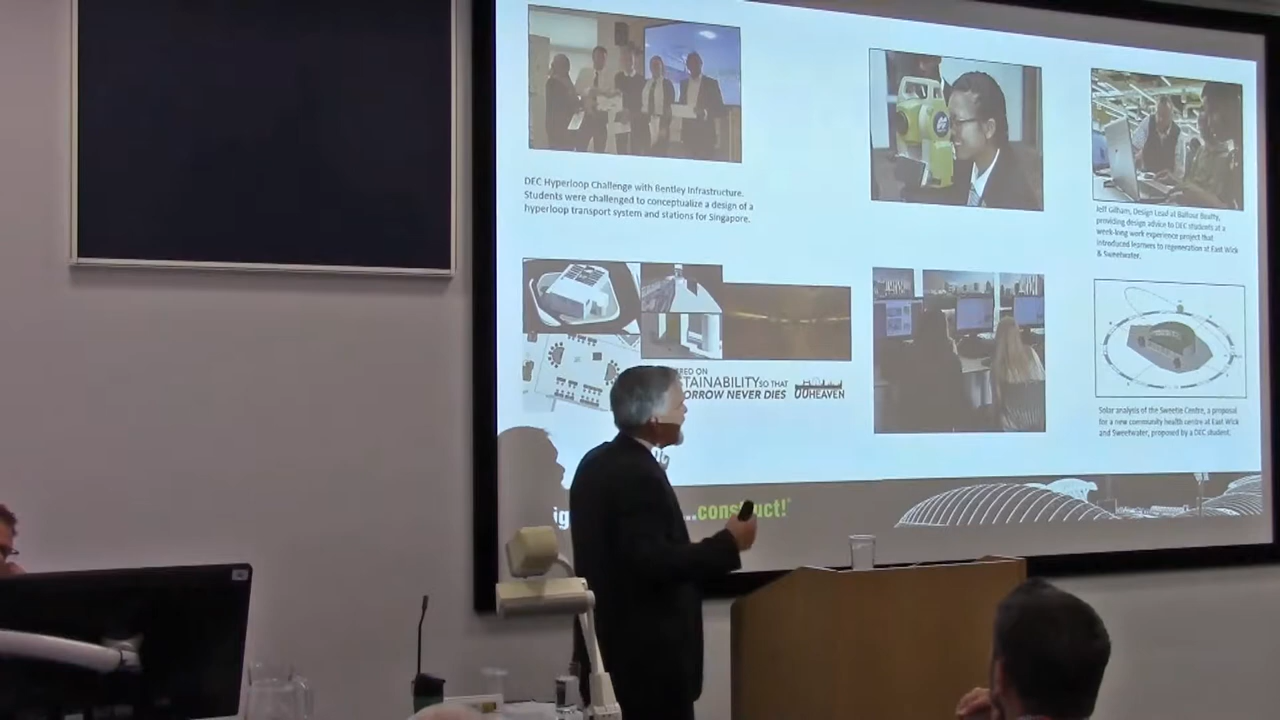 DEC Hyperloop Challenge with Bentley Infrastructure.
Students were challenged to conceptualize a design of a
hyperloop transport system and stations for Singapore.
Jeff Gilham, Design Lead at Balfour Beatty,
providing design advice to DEC students at a
week-long work experience project that
introduced learners to regeneration at East Wick
& Sweetwater.
ERED ON
TAINABILITY SO THAT
ORROW NEVER DIES
UUHEAVEN
Solar analysis of the Sweetie Centre, a proposal
for a new community health centre at East Wick
and Sweetwater, proposed by a DEC student.
...construct!